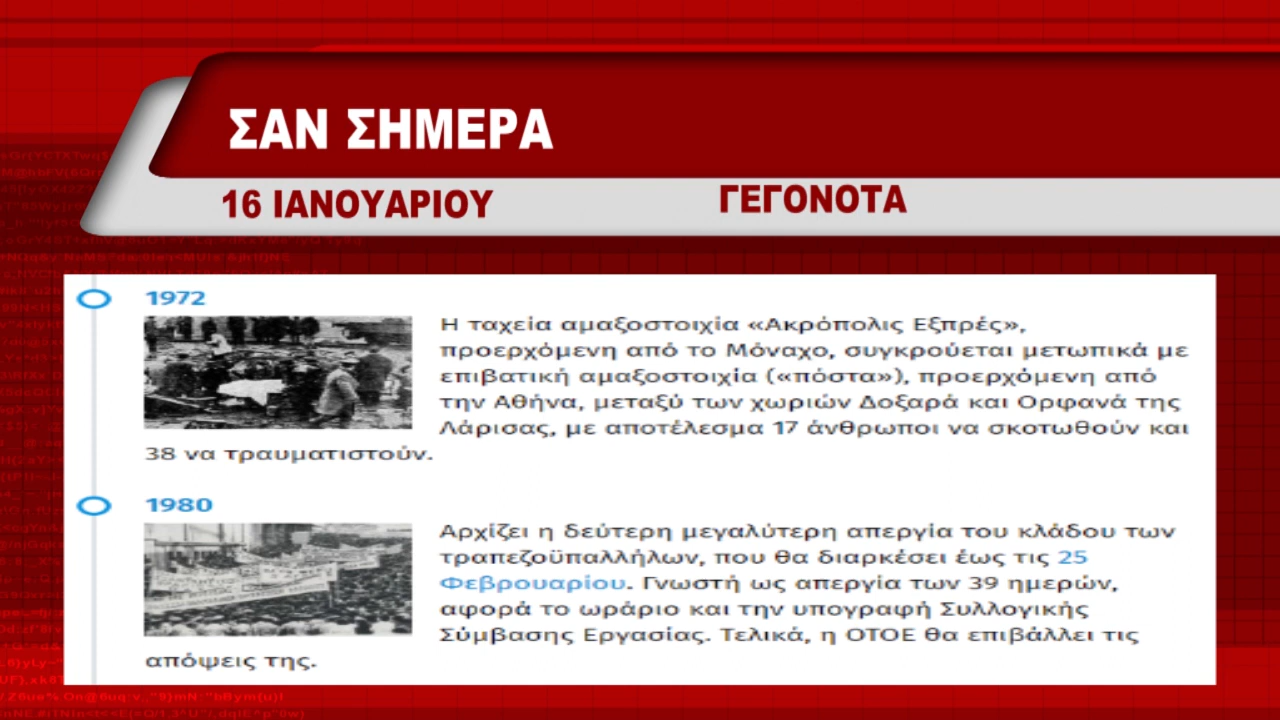 ΣΑΝ ΣΗΜΕΡΑ
16 ΙΑΝΟΥΑΡΙΟΥ
ΓΕΓΟΝΟΤΑ
1972
Η ταχεία αμαξοστοιχία «Ακρόπολις Εξπρές»,
προερχόμενη από το Μόναχο, συγκρούεται μετωπικά με
επιβατική αμαξοστοιχία («πόστα»), προερχόμενη από
την Αθήνα, μεταξύ των χωριών Δοξαρά και Ορφανά της
Λάρισας, με αποτέλεσμα 17 άνθρωποι να σκοτωθούν και
38 να τραυματιστούν.
1980
Αρχίζει η δεύτερη μεγαλύτερη απεργία του κλάδου των
τραπεζοϋπαλλήλων, που θα διαρκέσει έως τις 25
Φεβρουαρίου. Γνωστή ως απεργία των 39 ημερών,
αφορά το ωράριο και την υπογραφή Συλλογικής
Σύμβασης Εργασίας. Τελικά, η ΟΤΟΕ θα επιβάλλει τις
απόψεις της.